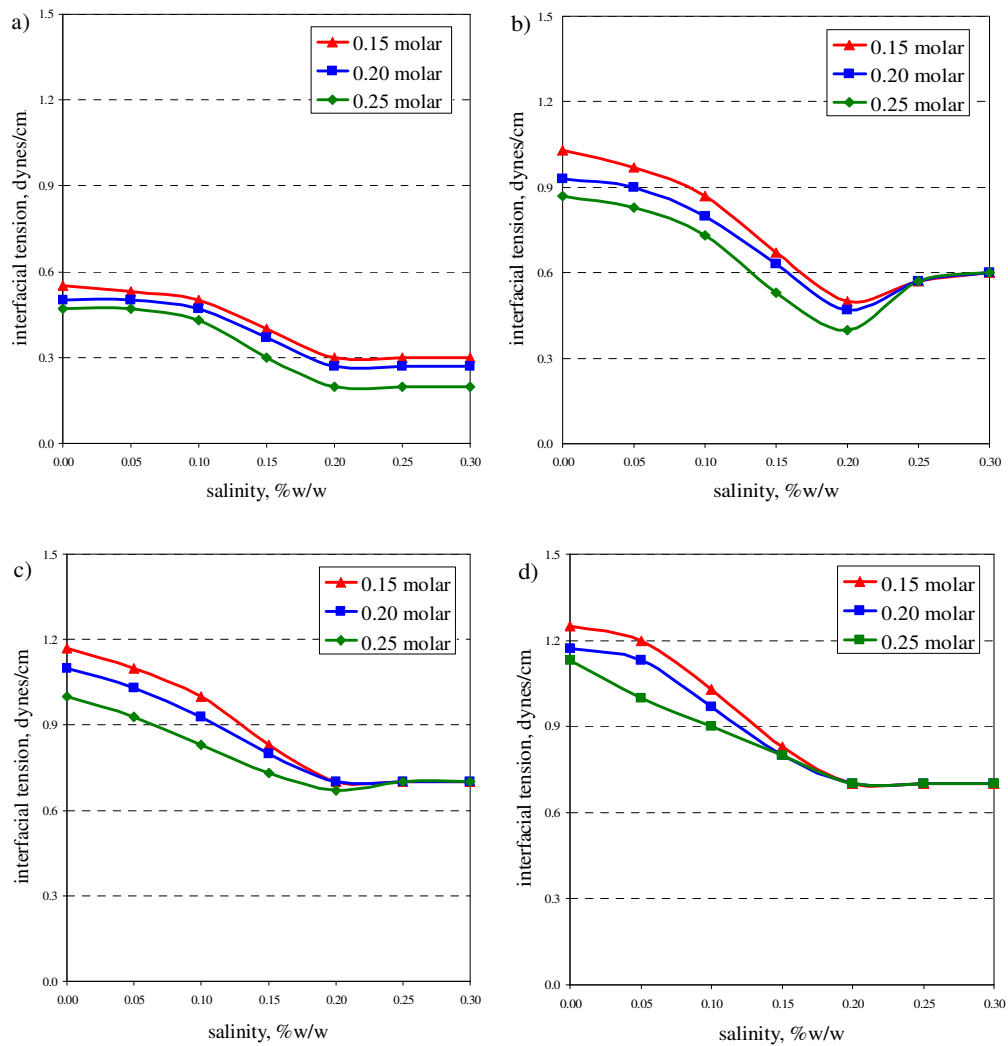 a)
0.15 molar
0.20 molar
0.25 molar
interfacial tension, dynes/cm
1.5
1.2
0.9
0.6
0.3
0.0
0.00 0.05 0.10 0.15 0.20 0.25 0.30
salinity, %w/w
b)
0.15 molar
0.20 molar
0.25 molar
interfacial tension, dynes/cm
1.5
1.2
0.9
0.6
0.3
0.0
0.00 0.05 0.10 0.15 0.20 0.25 0.30
salinity, %w/w
c)
0.15 molar
0.20 molar
0.25 molar
interfacial tension, dynes/cm
1.5
1.2
0.9
0.6
0.3
0.0
0.00 0.05 0.10 0.15 0.20 0.25 0.30
salinity, %w/w
d)
0.15 molar
0.20 molar
0.25 molar
interfacial tension, dynes/cm
1.5
1.2
0.9
0.6
0.3
0.0
0.00 0.05 0.10 0.15 0.20 0.25 0.30
salinity, %w/w